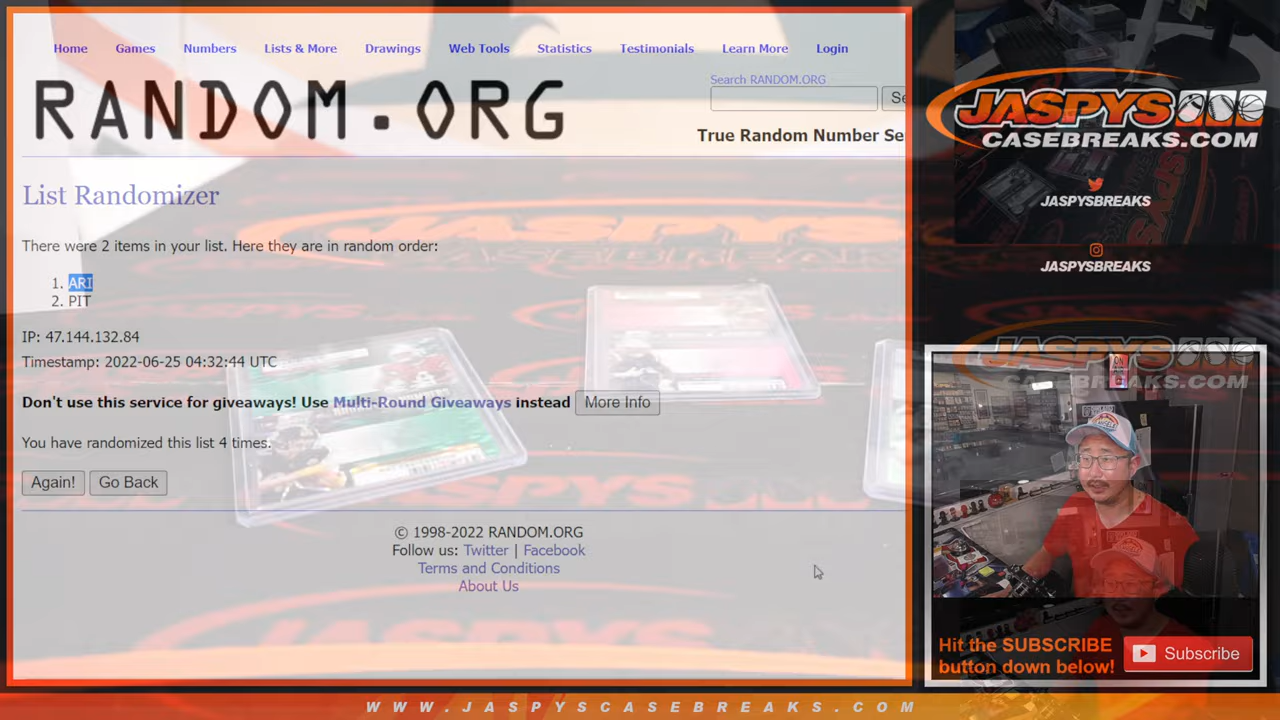 Home Games Numbers Lists & More Drawings Web Tools Statistics Testimonials Learn More Login
RANDOM.ORG
Search RANDOM.ORG
True Random Number Se
List Randomizer
There were 2 items in your list. Here they are in random order:
1. ARI
2. PIT
IP: 47.144.132.84
Timestamp: 2022-06-25 04:32:44 UTC
Don't use this service for giveaways! Use Multi-Round Giveaways instead More Info
You have randomized this list 4 times.
Again! Go Back
© 1998-2022 RANDOM.ORG
Follow us: Twitter | Facebook
Terms and Conditions
About Us
JASPYS
CASEBREAKS.COM
JASPYSBREAKS
JASPYSBREAKS
JASPYS
CASEBREAKS.COM
Hit the SUBSCRIBE
button down below!
Subscribe
WWW.JASPYSCASEBREAKS.COM